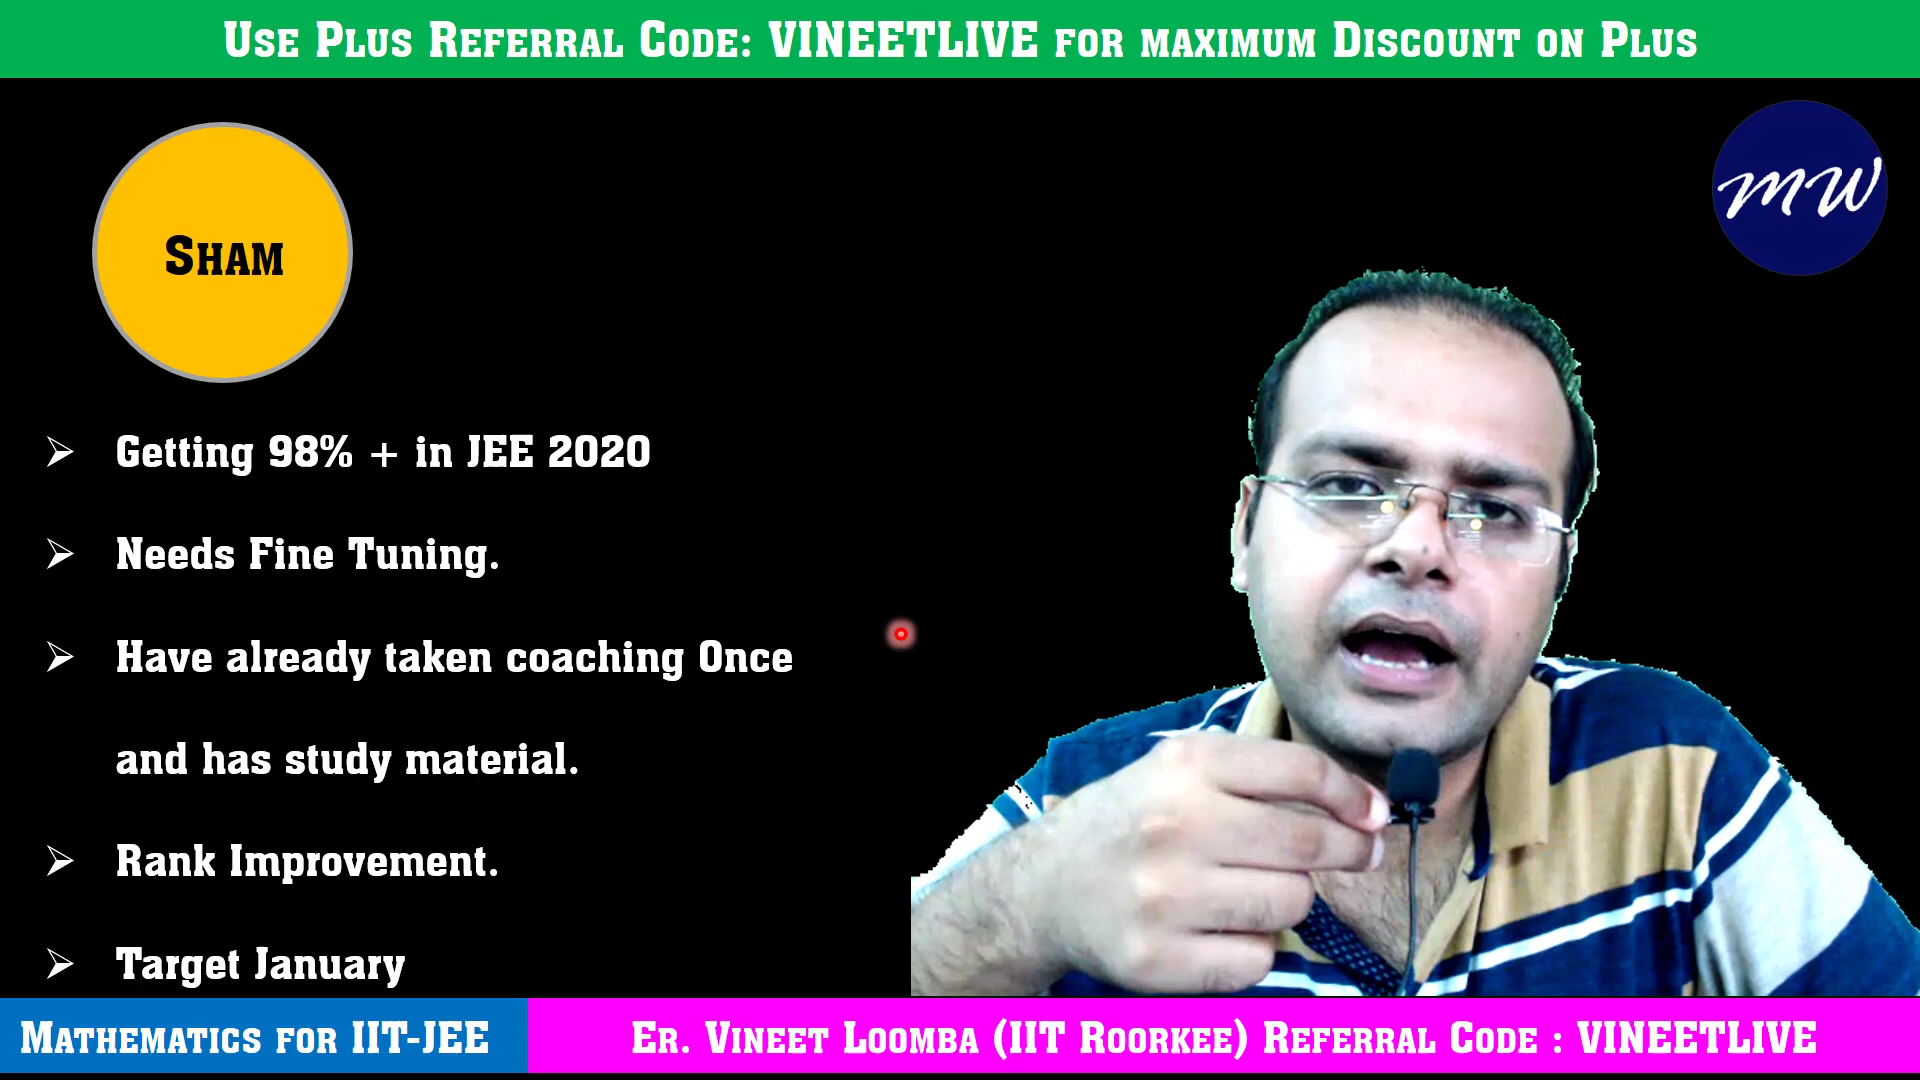 Use Plus Referral Code: VINEETLIVE for maximum Discount on Plus
MW
Sham
Getting 98% + in JEE 2020
Needs Fine Tuning.
Have already taken coaching Once
and has study material.
Rank Improvement.
Target January
Mathematics for IIT-JEE
Er. Vineet Loomba (IIT Roorkee) Referral Code : VINEETLIVE